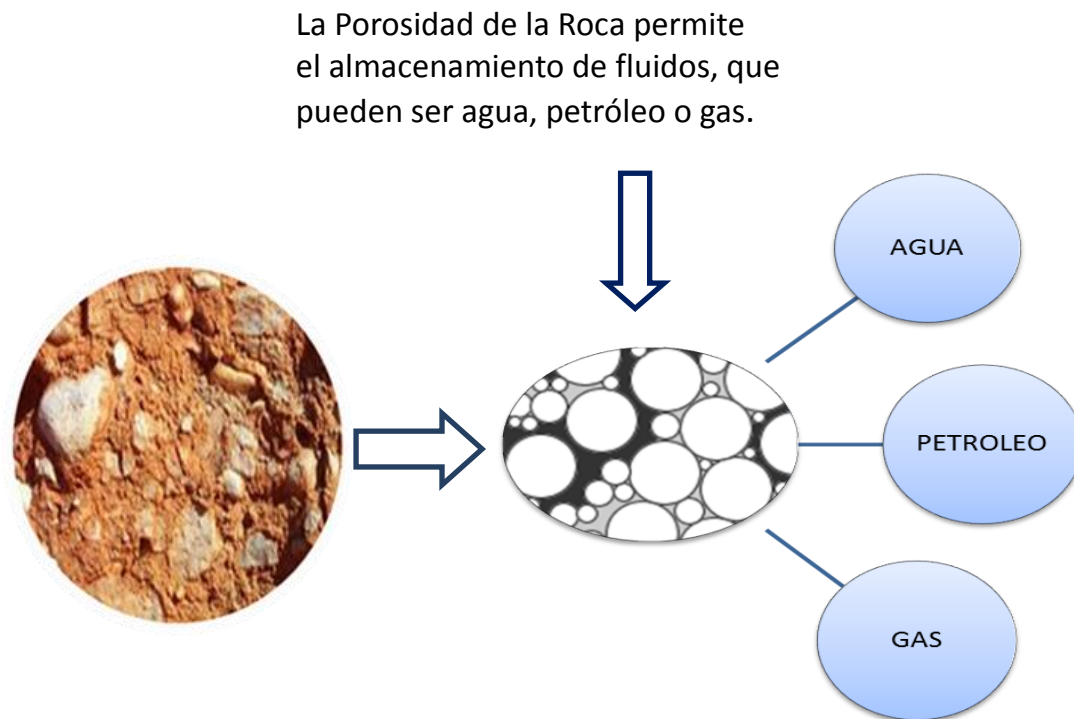 La Porosidad de la Roca permite
el almacenamiento de fluidos, que
pueden ser agua, petróleo o gas.
AGUA
PETROLEO
GAS